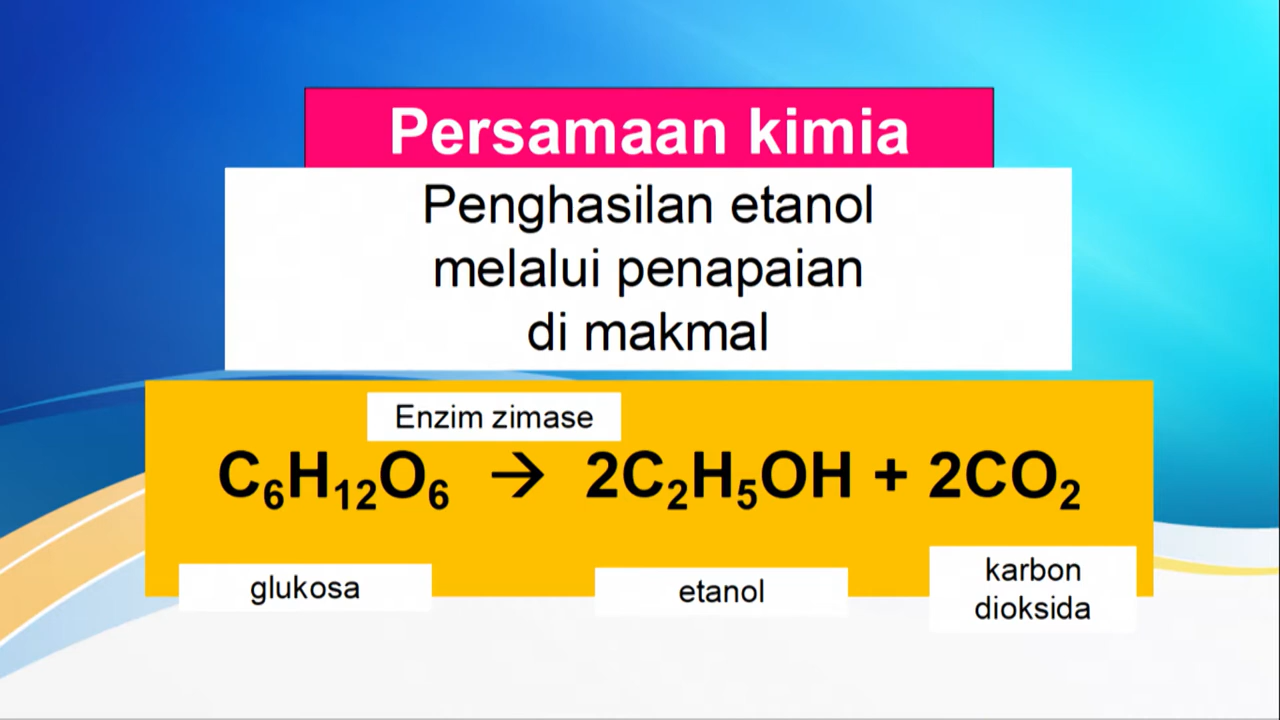 Persamaan kimia
Penghasilan etanol
melalui penapaian
di makmal
Enzim zimase
C₆H₁₂O₆ → 2C₂H₅OH + 2CO₂
glukosa
etanol
karbon
dioksida